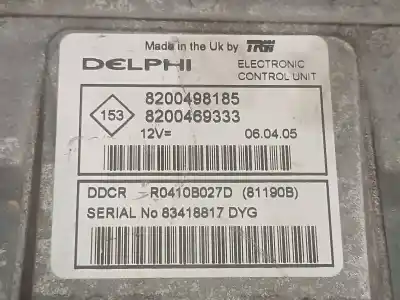 Made in the Uk by TRW
DELPHI
ELECTRONIC
CONTROL UNIT
153
8200498185
8200469333
12V=
06.04.05
DDCR R0410B027D (81190B)
SERIAL No 83418817 DYG